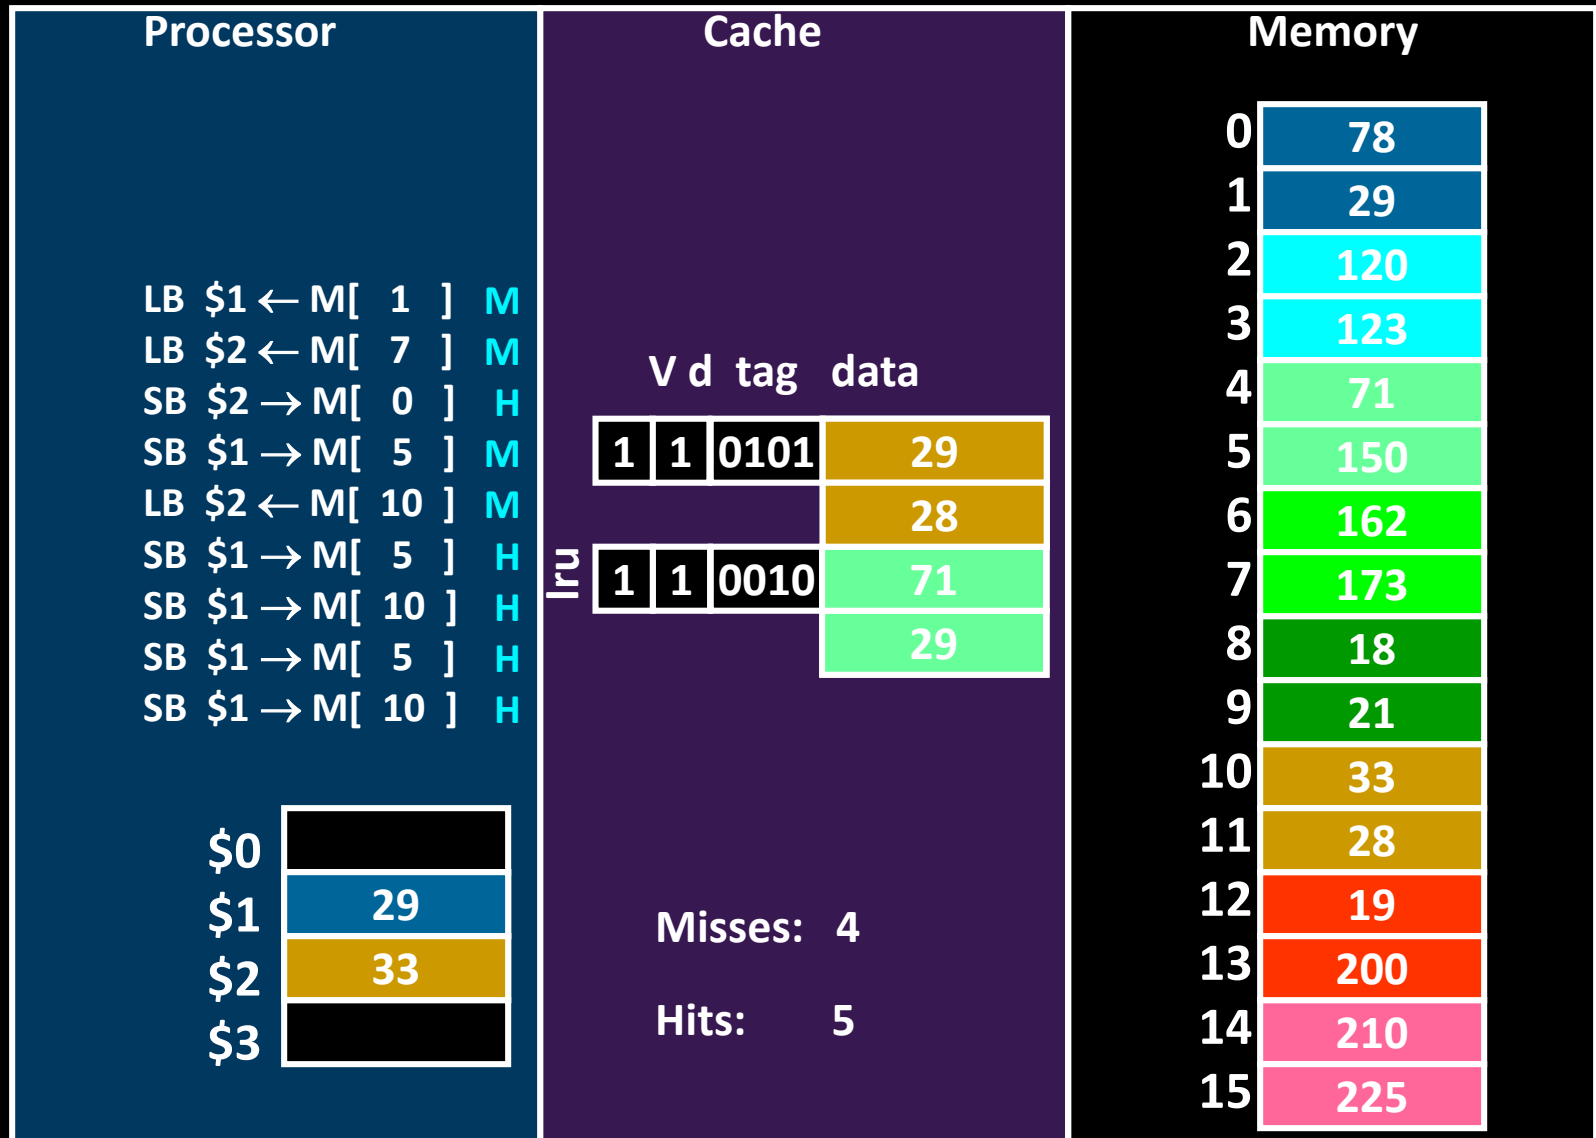 Processor
LB $1 ← M[ 1 ] M
LB $2 ← M[ 7 ] M
SB $2 → M[ 0 ] H
SB $1 → M[ 5 ] M
LB $2 ← M[ 10 ] M
SB $1 → M[ 5 ] H
SB $1 → M[ 10 ] H
SB $1 → M[ 5 ] H
SB $1 → M[ 10 ] H
$0
$1 29
$2 33
$3
Cache
V d tag data
1 1 0101 29
28
lru 1 1 0010 71
29
Misses: 4
Hits: 5
Memory
0 78
1 29
2 120
3 123
4 71
5 150
6 162
7 173
8 18
9 21
10 33
11 28
12 19
13 200
14 210
15 225